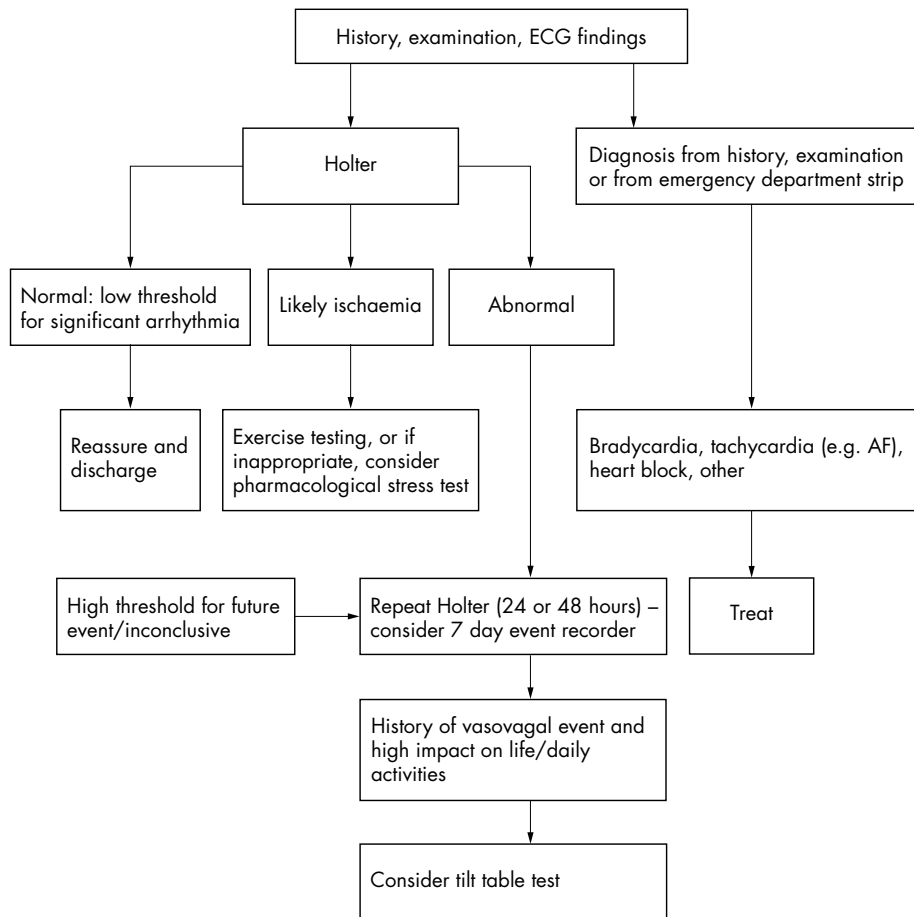 History, examination, ECG findings
Holter
Diagnosis from history, examination
or from emergency department strip
Normal: low threshold
for significant arrhythmia
Likely ischaemia
Abnormal
Reassure and
discharge
Exercise testing, or if
inappropriate, consider
pharmacological stress test
Bradycardia, tachycardia (e.g. AF),
heart block, other
High threshold for future
event/inconclusive
Repeat Holter (24 or 48 hours) –
consider 7 day event recorder
Treat
History of vasovagal event and
high impact on life/daily
activities
Consider tilt table test